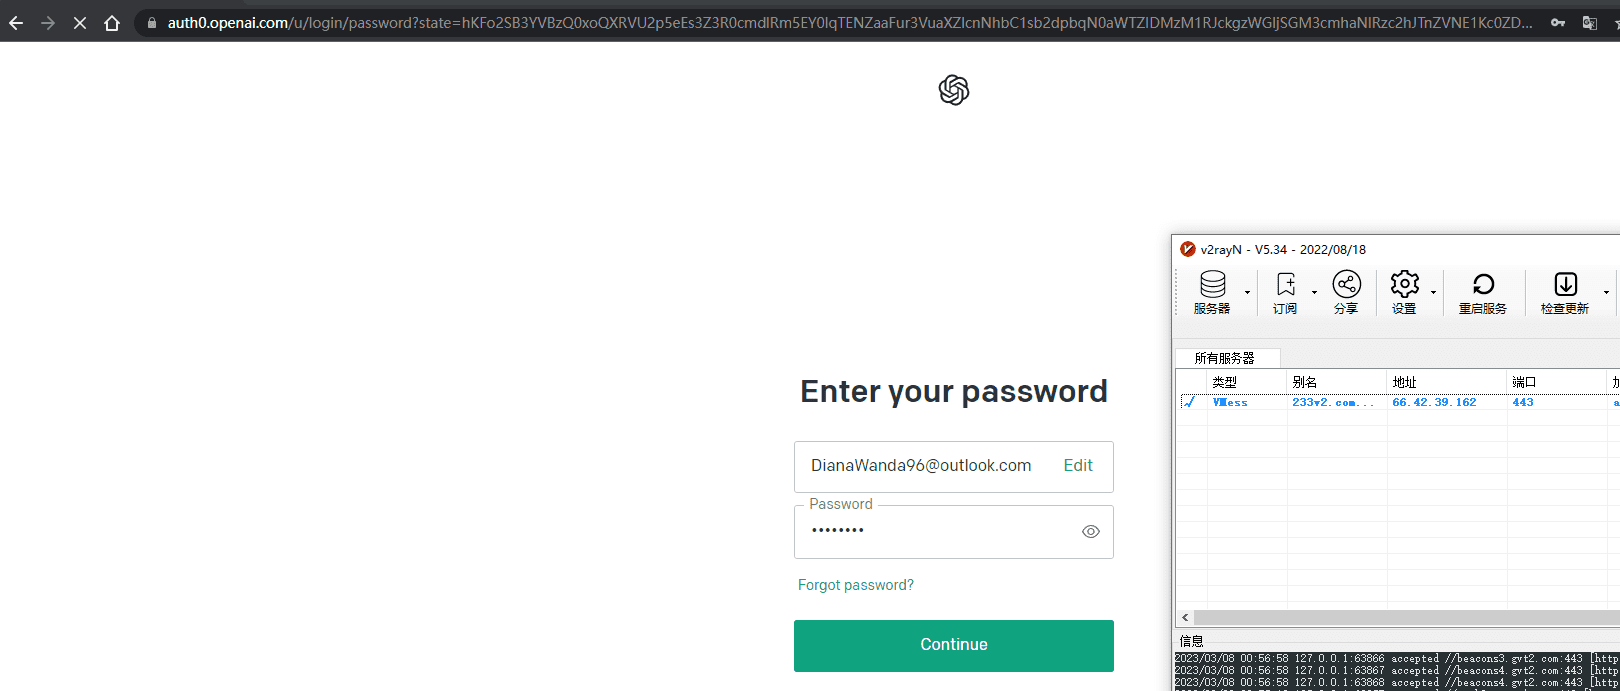 auth0.openai.com/u/login/password?state=hKFo2SB3YVBzQ0xoQXRVU2p5eEs3Z3R0cmdlRm5EY0lqTENZaaFur3VuaXZlcnNhbC1sb2dpbqN0aWTZIDMzM1RJckgzWGljSGM3cmhaNlRzc2hJTnZVNE1Kc0ZD...
Enter your password
DianaWanda96@outlook.com Edit
Password
••••••••
Forgot password?
Continue
v2rayN - V5.34 - 2022/08/18
服务器 订阅 分享 设置 重启服务 检查更新
所有服务器
类型 别名 地址 端口
VMess 233v2.com... 66.42.39.162 443 a
信息
2023/03/08 00:56:58 127.0.0.1:63866 accepted //beacons3.gvt2.com:443 [http
2023/03/08 00:56:58 127.0.0.1:63867 accepted //beacons4.gvt2.com:443 [http
2023/03/08 00:56:58 127.0.0.1:63868 accepted //beacons4.gvt2.com:443 [http